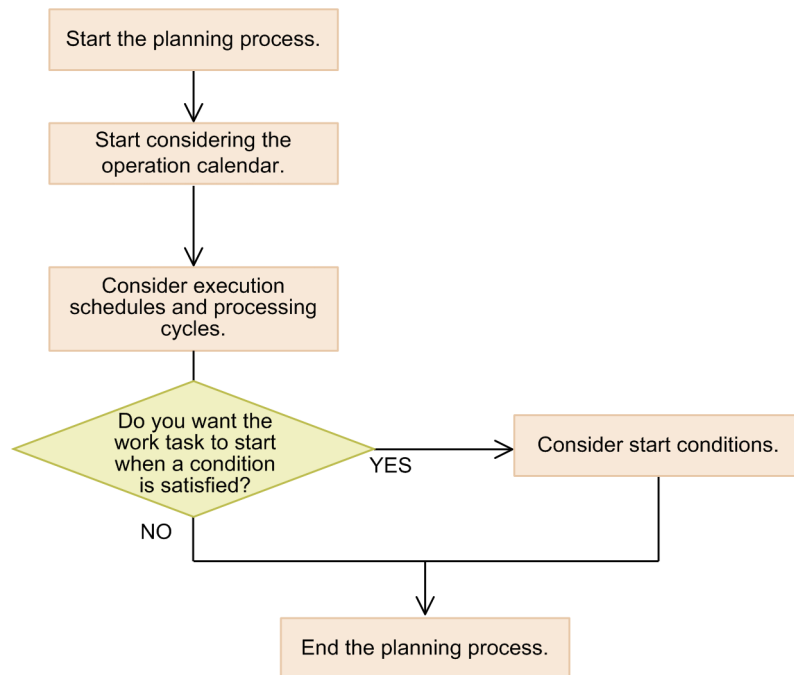 Start the planning process.
Start considering the
operation calendar.
Consider execution
schedules and processing
cycles.
Do you want the
work task to start
when a condition
is satisfied?
YES
Consider start conditions.
NO
End the planning process.